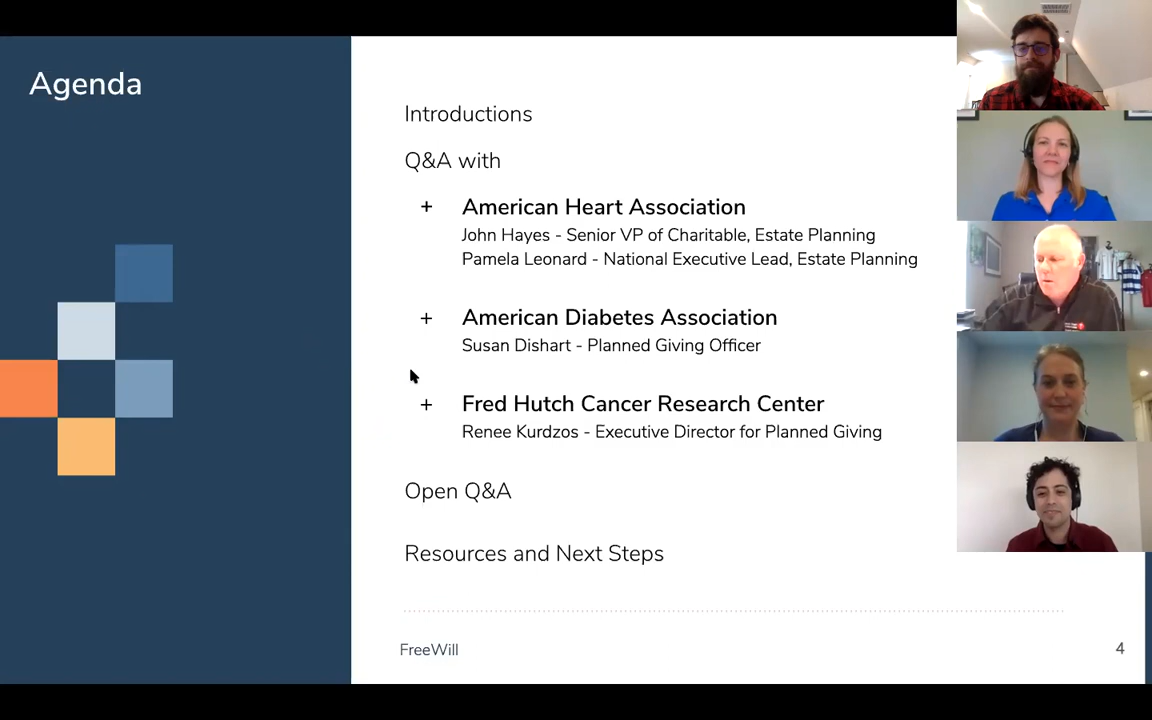 Agenda
Introductions
Q&A with
+ American Heart Association
John Hayes - Senior VP of Charitable, Estate Planning
Pamela Leonard - National Executive Lead, Estate Planning
+ American Diabetes Association
Susan Dishart - Planned Giving Officer
+ Fred Hutch Cancer Research Center
Renee Kurdzos - Executive Director for Planned Giving
Open Q&A
Resources and Next Steps
FreeWill
4